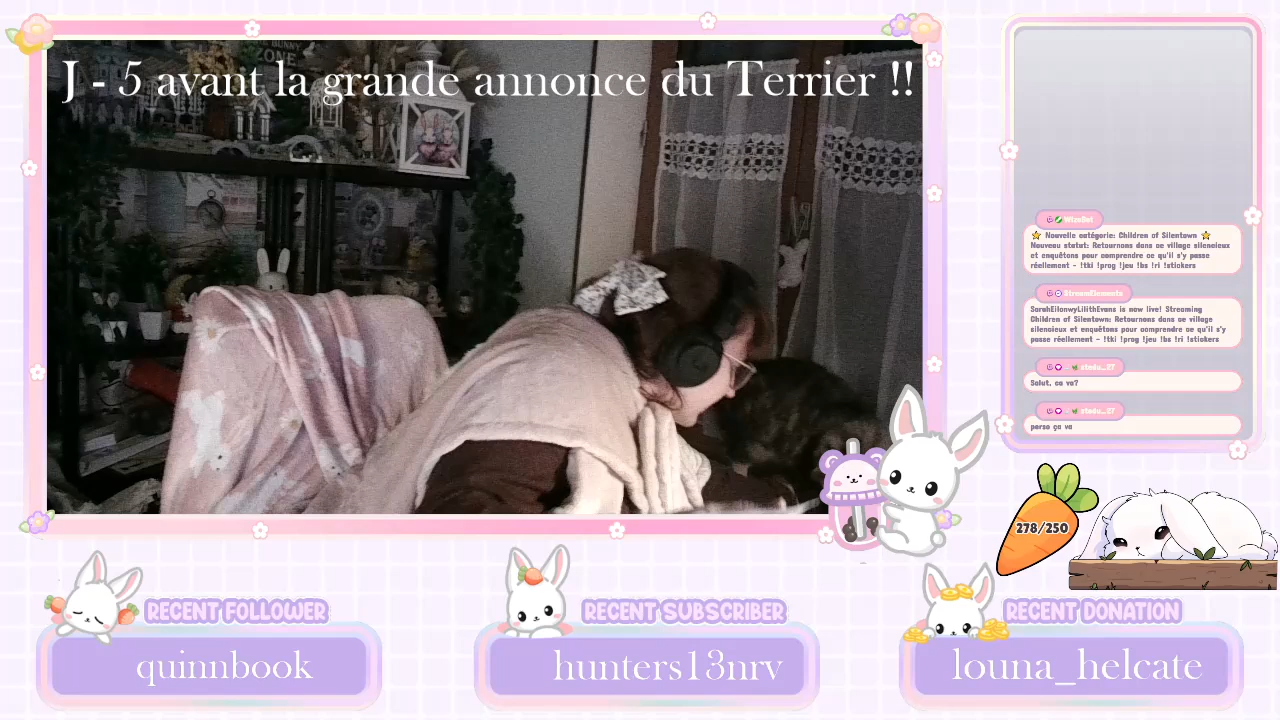 J - 5 avant la grande annonce du Terrier !!
WizeBot
Nouvelle catégorie: Children of Silentown
Nouveau statut: Retournons dans ce village silencieux
et enquêtons pour comprendre ce qu'il s'y passe
réellement - !tki !prog !jeu !bs !ri !stickers
StreamElements
SarahEilonwyLilithEvans is now live! Streaming
Children of Silentown: Retournons dans ce village
silencieux et enquêtons pour comprendre ce qu'il s'y
passe réellement - !tki !prog !jeu !bs !ri !stickers
Salut, ca va?
perso ça va
278/250
RECENT FOLLOWER
quinnbook
RECENT SUBSCRIBER
hunters13nrv
RECENT DONATION
louna_helcate